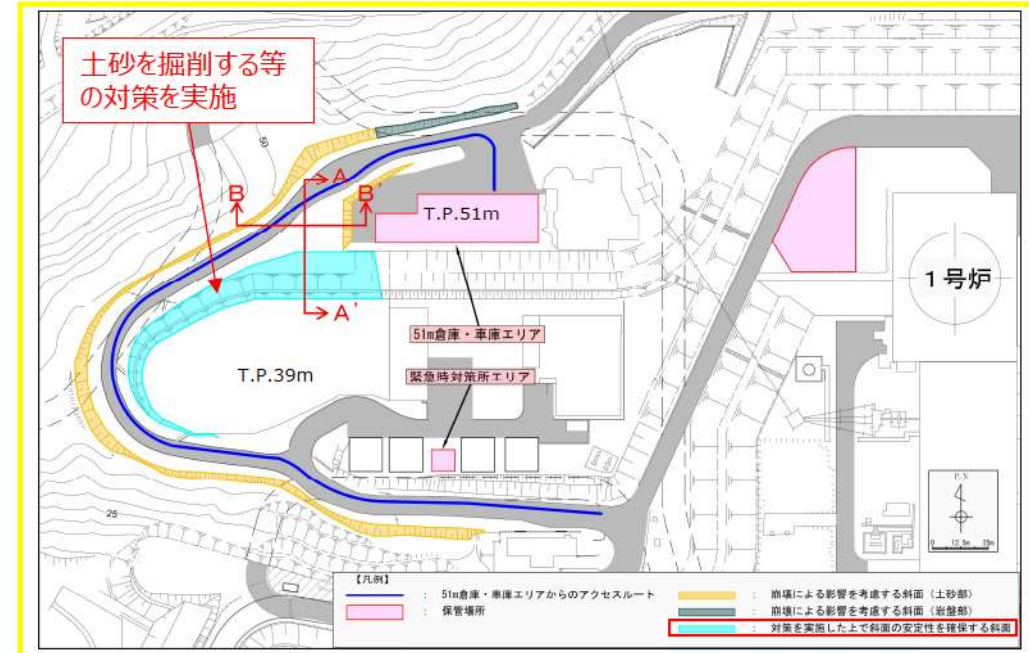 土砂を掘削する等
の対策を実施
50
A
B
B'
T.P.51m
A'
1号炉
51m倉庫・車庫エリア
T.P.39m
緊急時対策所エリア
25
P.N
0 12.5m 25m
【凡例】
: 51m倉庫・車庫エリアからのアクセスルート
: 保管場所
: 崩壊による影響を考慮する斜面（土砂部）
: 崩壊による影響を考慮する斜面（岩盤部）
: 対策を実施した上で斜面の安定性を確保する斜面